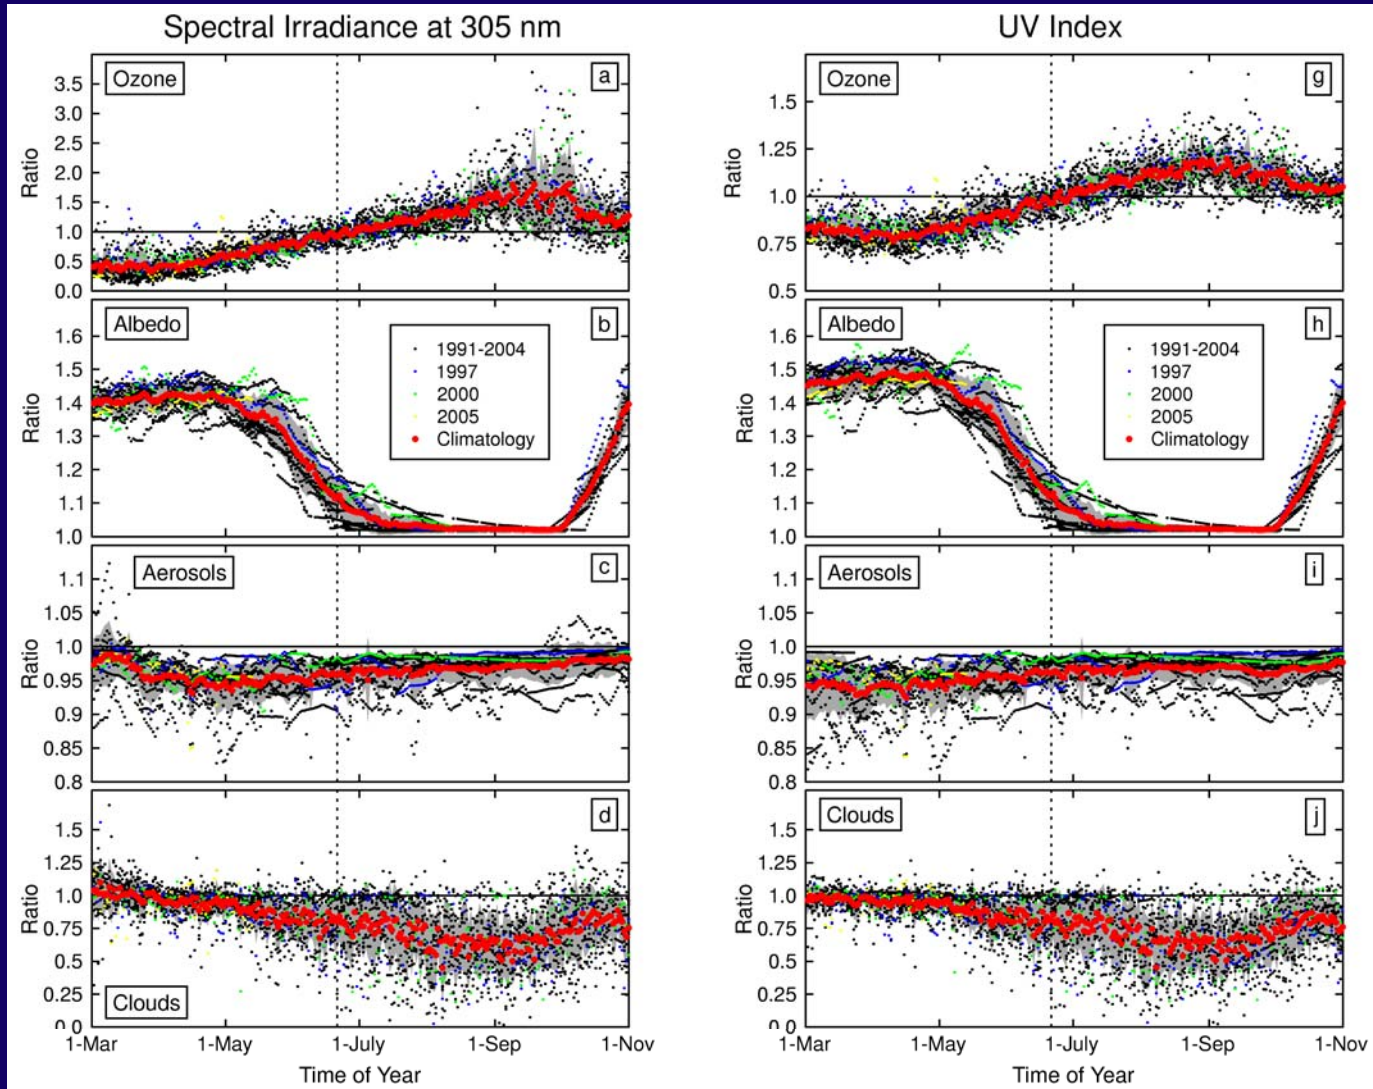 Spectral Irradiance at 305 nm
Ozone
a
Ratio
3.5
3.0
2.5
2.0
1.5
1.0
0.5
0.0
Albedo
b
Ratio
1.6
1.5
1.4
1.3
1.2
1.1
1.0
1991-2004
1997
2000
2005
Climatology
Aerosols
c
Ratio
1.1
1.05
1.0
0.95
0.9
0.85
0.8
Clouds
d
Ratio
1.5
1.25
1.0
0.75
0.5
0.25
0.0
1-Mar 1-May 1-July 1-Sep 1-Nov
Time of Year
UV Index
Ozone
g
Ratio
1.5
1.25
1.0
0.75
0.5
Albedo
h
Ratio
1.6
1.5
1.4
1.3
1.2
1.1
1.0
1991-2004
1997
2000
2005
Climatology
Aerosols
i
Ratio
1.1
1.05
1.0
0.95
0.9
0.85
0.8
Clouds
j
Ratio
1.5
1.25
1.0
0.75
0.5
0.25
0.0
1-Mar 1-May 1-July 1-Sep 1-Nov
Time of Year